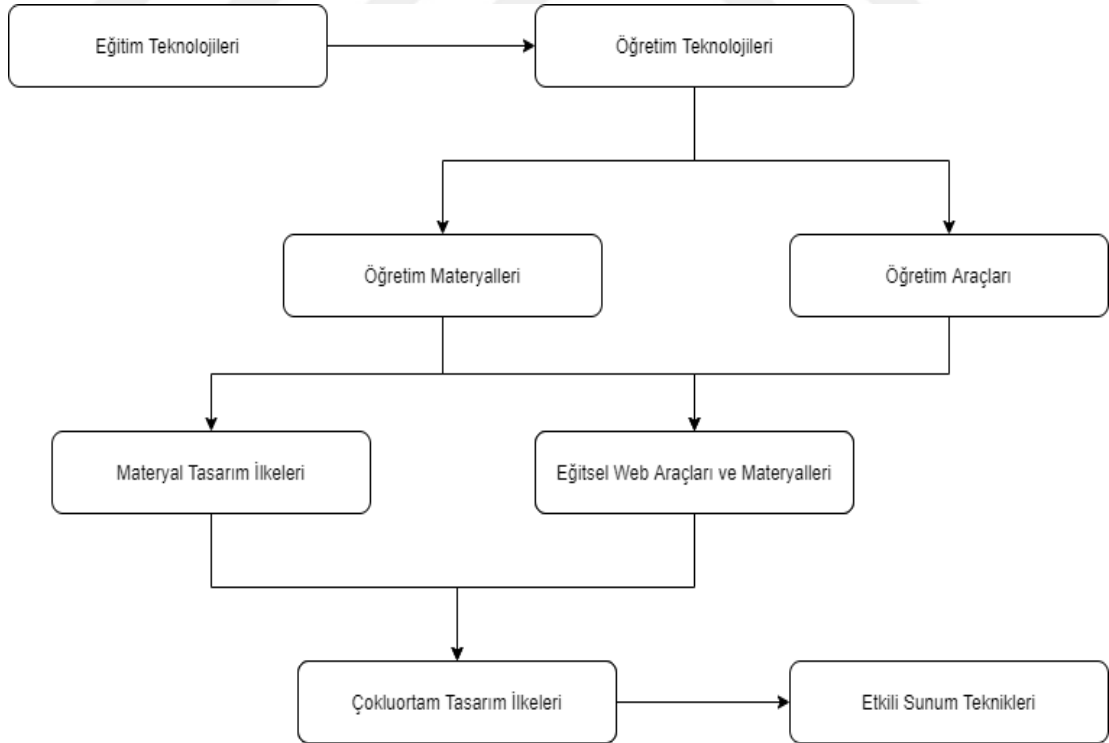 Eğitim Teknolojileri
Öğretim Teknolojileri
Öğretim Materyalleri
Öğretim Araçları
Materyal Tasarım İlkeleri
Eğitsel Web Araçları ve Materyalleri
Çokluortam Tasarım İlkeleri
Etkili Sunum Teknikleri